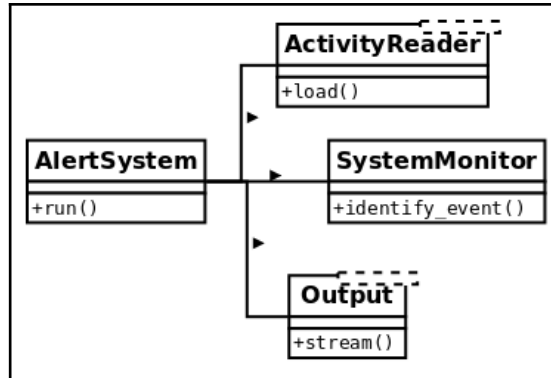 ActivityReader
+load()
AlertSystem
+run()
SystemMonitor
+identify_event()
Output
+stream()